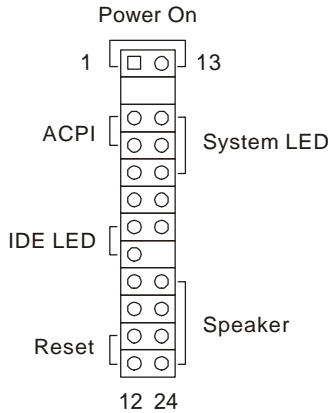 Power On
1 13
ACPI
System LED
IDE LED
Speaker
Reset
12 24